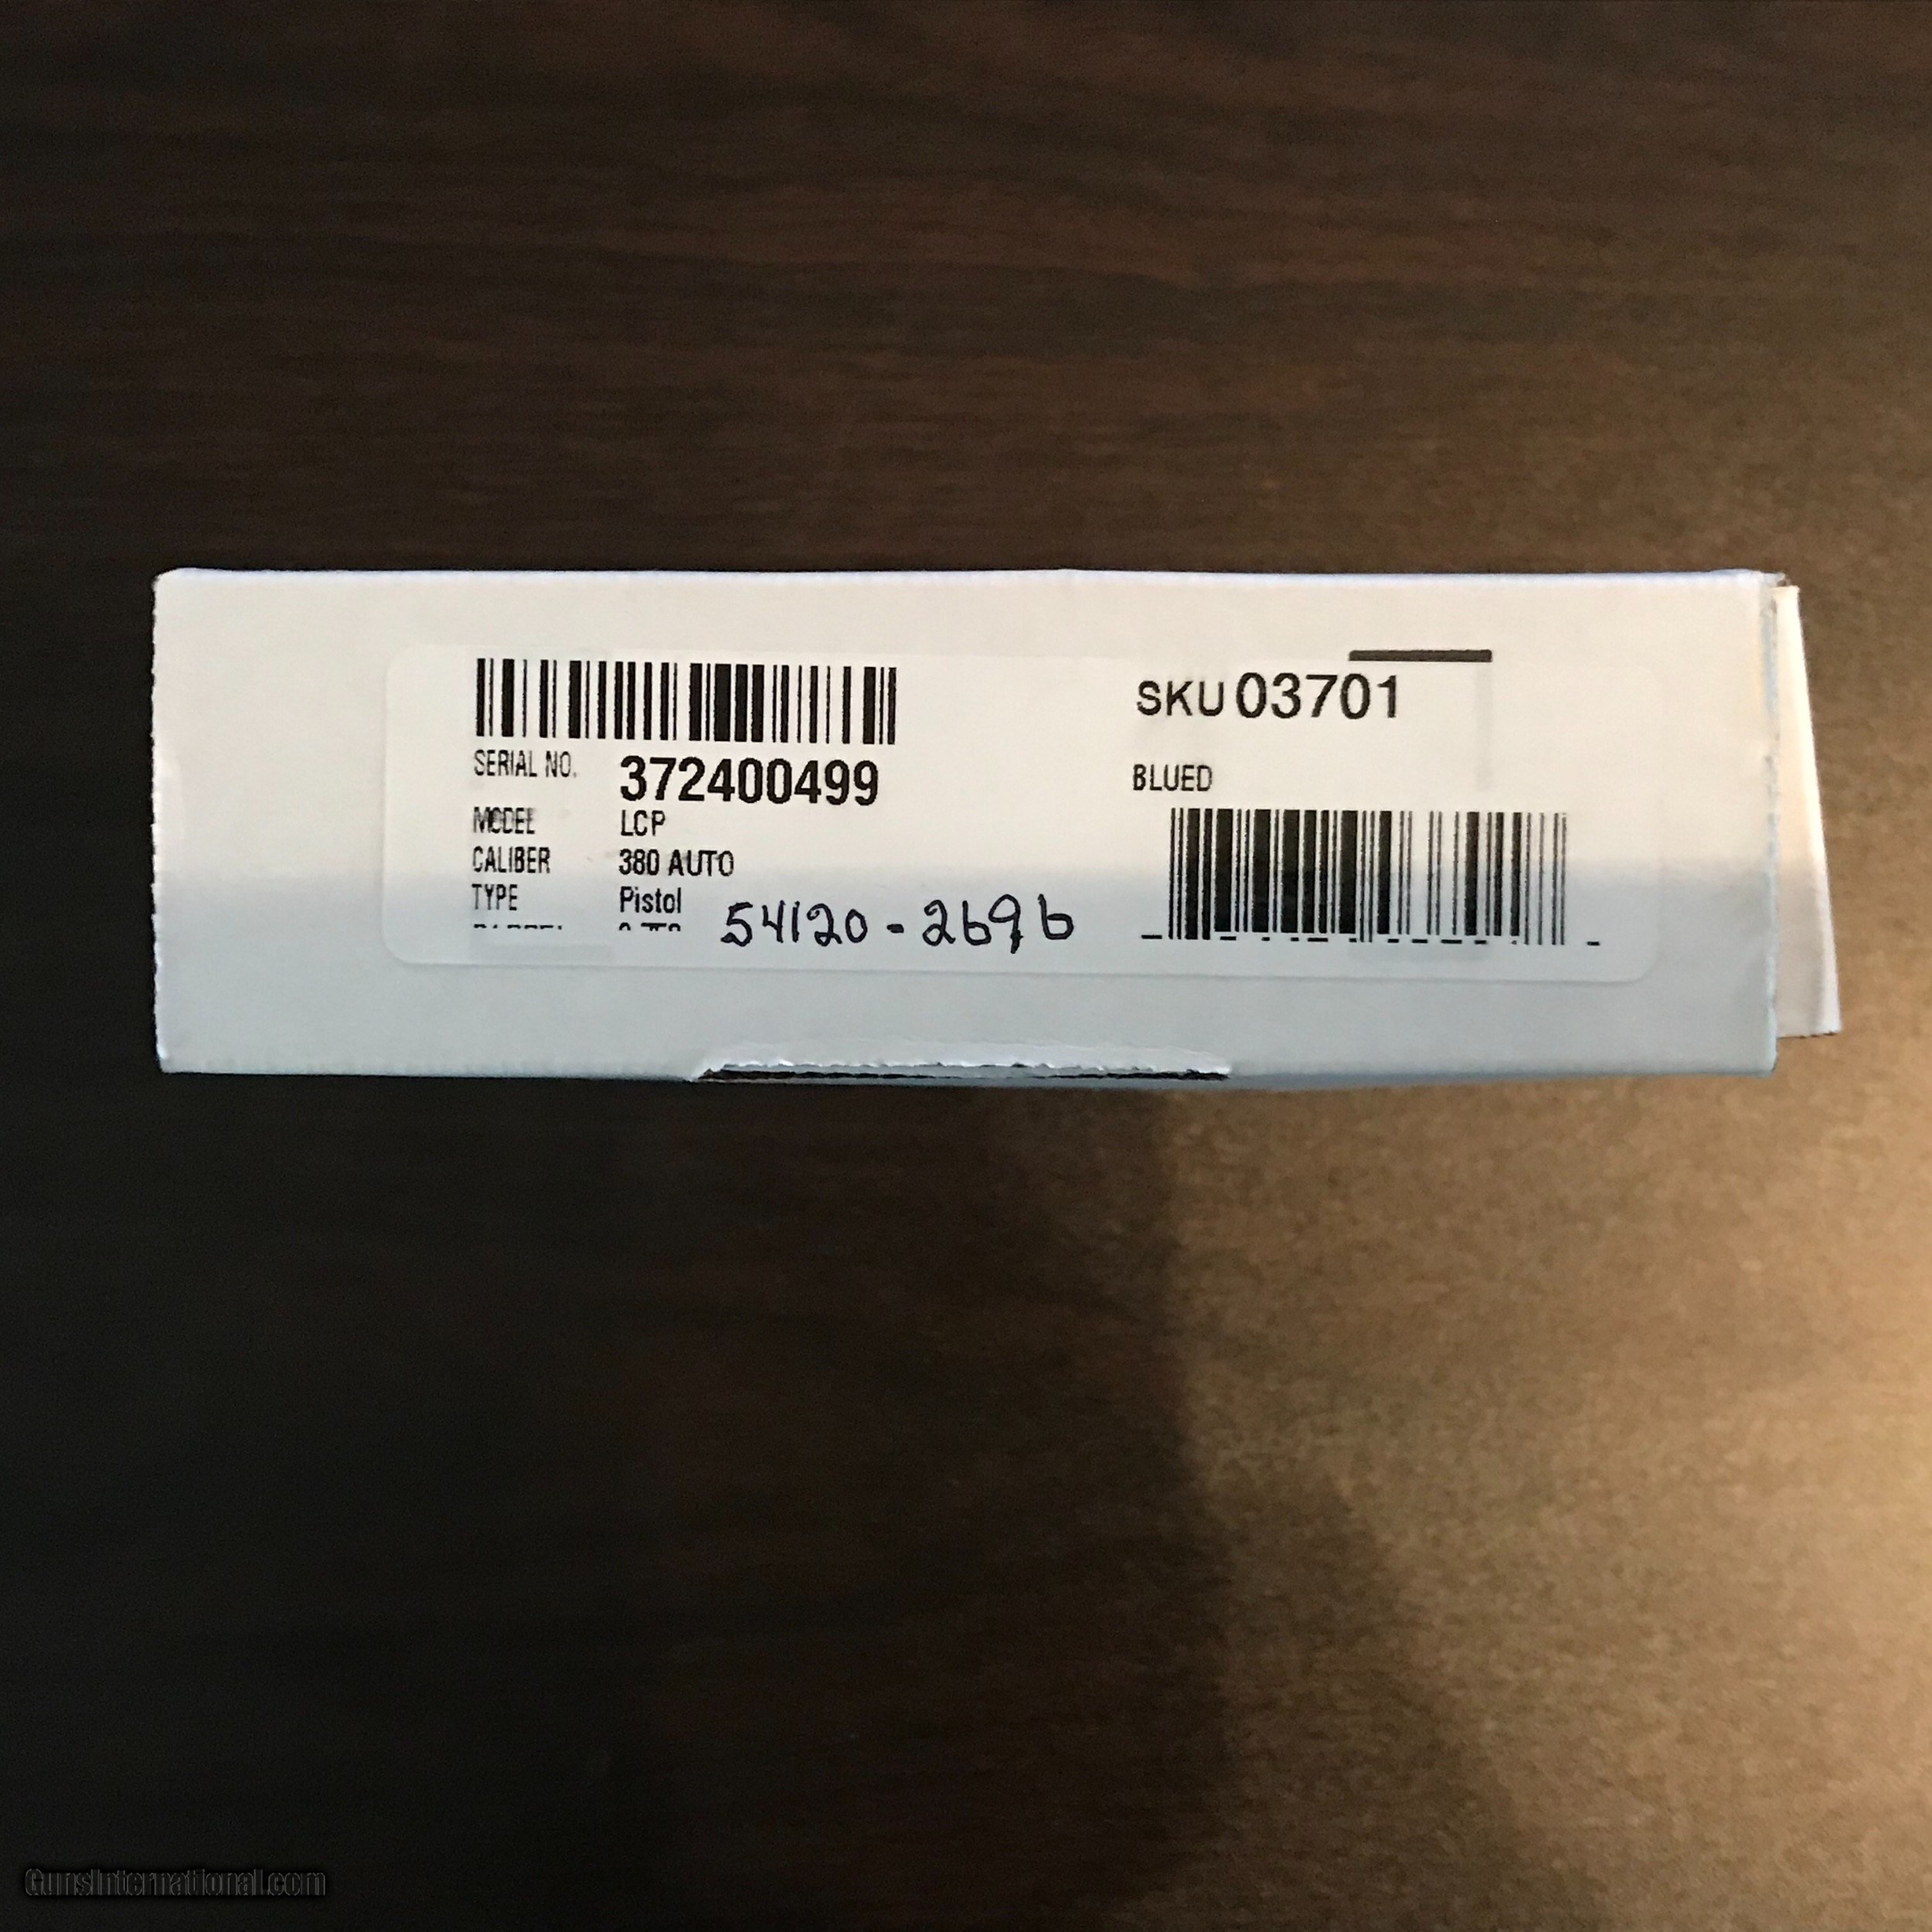 SERIAL NO. 372400499
MODEL LCP
CALIBER 380 AUTO
TYPE Pistol
54120-2696
SKU 03701
BLUED
GunsInternational.com